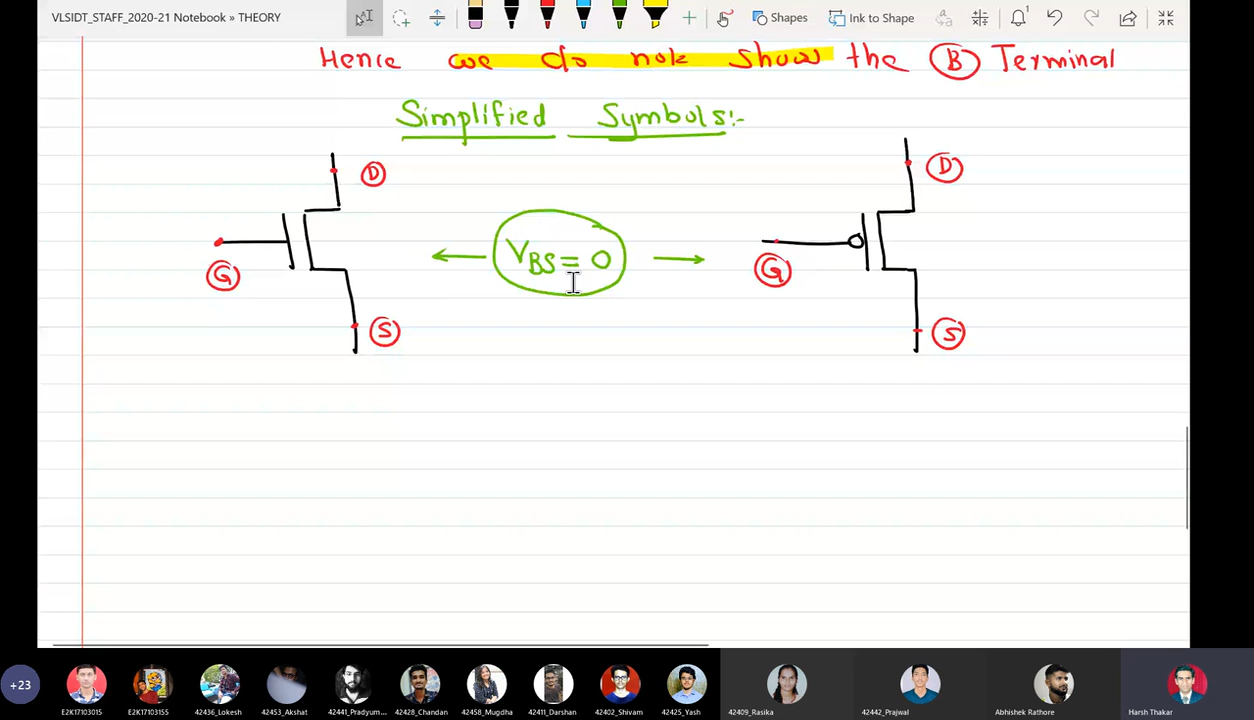 VLSIDT_STAFF_2020-21 Notebook » THEORY
Shapes
Ink to Shape
Hence we do not show the B Terminal
Simplified Symbols:-
D
D
VBS = 0
G
G
S
S
+23
E2K17103015
E2K17103155
42436_Lokesh
42453_Akshat
42441_Pradyum...
42428_Chandan
42458_Mugdha
42411_Darshan
42402_Shivam
42425_Yash
42409_Rasika
42442_Prajwal
Abhishek Rathore
Harsh Thakar